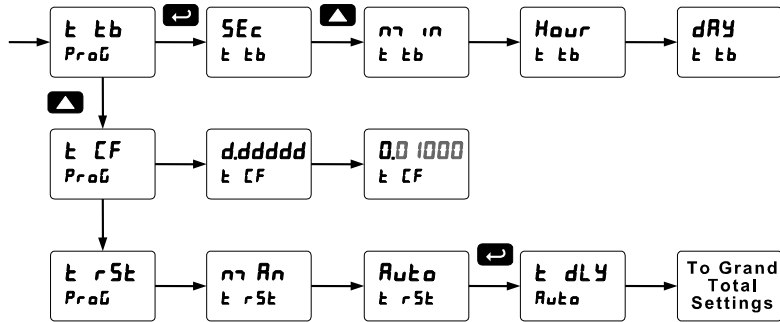 t tb
ProG
SEc
t tb
min
t tb
Hour
t tb
dAY
t tb
t CF
ProG
d.ddddd
t CF
0.01000
t CF
t rSt
ProG
mAn
t rSt
Auto
t rSt
t dLY
Auto
To Grand
Total
Settings